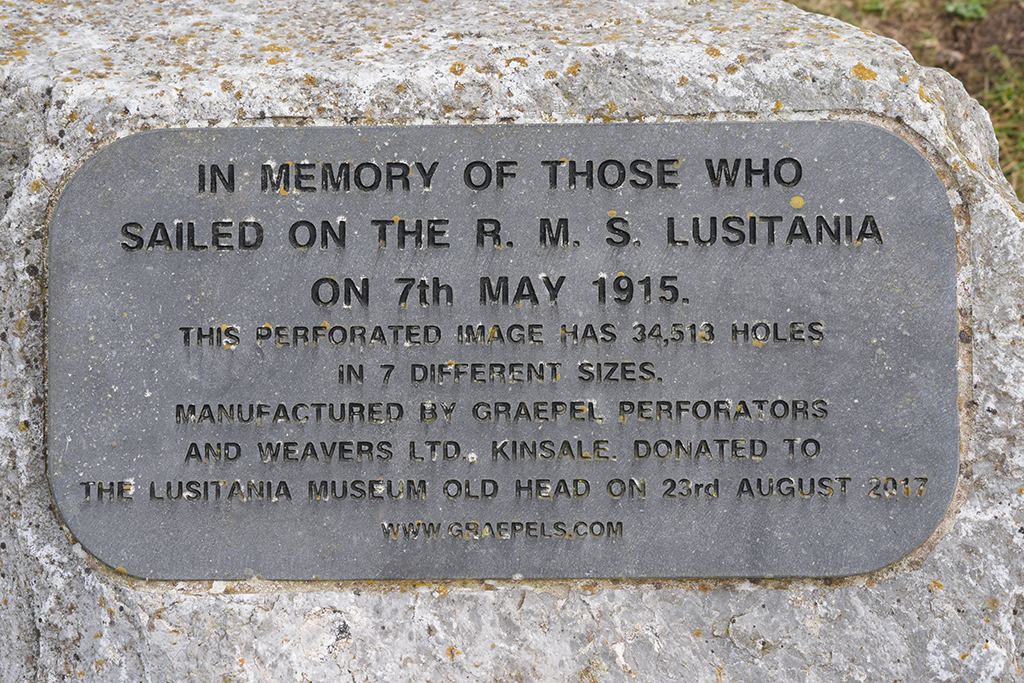 IN MEMORY OF THOSE WHO
SAILED ON THE R. M. S. LUSITANIA
ON 7th MAY 1915.
THIS PERFORATED IMAGE HAS 34,513 HOLES
IN 7 DIFFERENT SIZES.
MANUFACTURED BY GRAEPEL PERFORATORS
AND WEAVERS LTD. KINSALE. DONATED TO
THE LUSITANIA MUSEUM OLD HEAD ON 23rd AUGUST 2017
WWW.GRAEPELS.COM